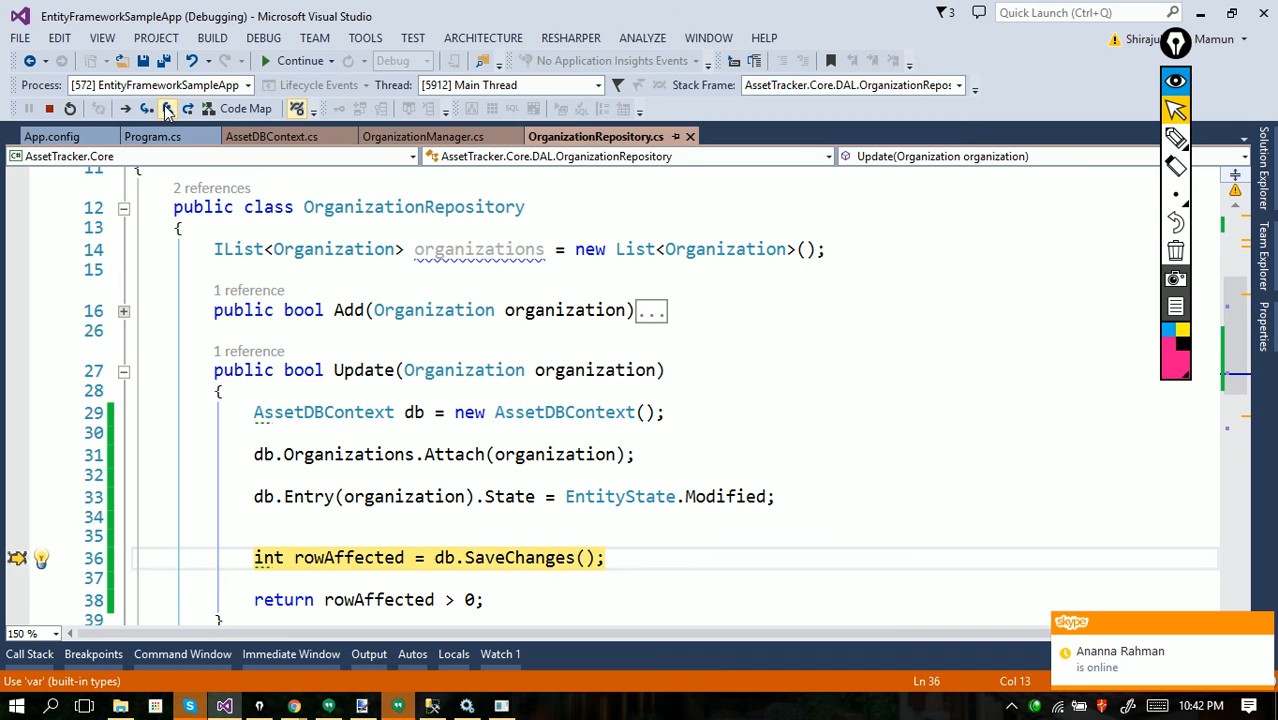 EntityFrameworkSampleApp (Debugging) - Microsoft Visual Studio
3
Quick Launch (Ctrl+Q)
FILE EDIT VIEW PROJECT BUILD DEBUG TEAM TOOLS TEST ARCHITECTURE RESHARPER ANALYZE WINDOW HELP
Shiraju Mamun
Continue Debug No Application Insights Events
Process: [572] EntityFrameworkSampleApp Lifecycle Events Thread: [5912] Main Thread Stack Frame: AssetTracker.Core.DAL.OrganizationRepos
Code Map
App.config Program.cs AssetDBContext.cs OrganizationManager.cs OrganizationRepository.cs
AssetTracker.Core AssetTracker.Core.DAL.OrganizationRepository Update(Organization organization)
11 {
2 references
12 public class OrganizationRepository
13 {
14 IList<Organization> organizations = new List<Organization>();
15
1 reference
16 public bool Add(Organization organization)...
26
1 reference
27 public bool Update(Organization organization)
28 {
29 AssetDBContext db = new AssetDBContext();
30
31 db.Organizations.Attach(organization);
32
33 db.Entry(organization).State = EntityState.Modified;
34
35
36 int rowAffected = db.SaveChanges();
37
38 return rowAffected > 0;
39 }
Solution Explorer
Team Explorer
Properties
150 %
skype
Ananna Rahman
is online
Call Stack Breakpoints Command Window Immediate Window Output Autos Locals Watch 1
Use 'var' (built-in types) Ln 36 Col 13
10:42 PM